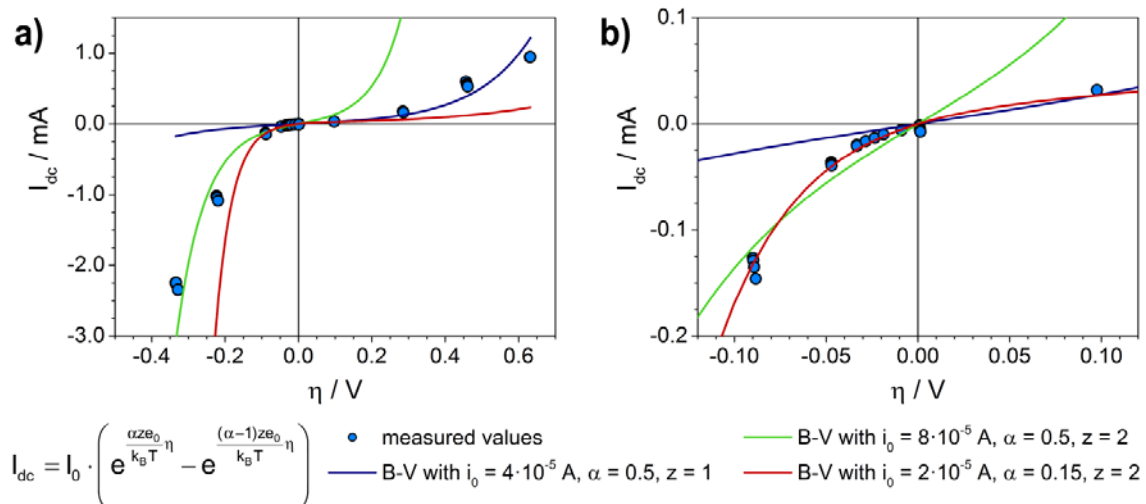 a)
1.0
0.0
-1.0
-2.0
-3.0
I_dc / mA
-0.4 -0.2 0.0 0.2 0.4 0.6
η / V
b)
0.1
0.0
-0.1
-0.2
I_dc / mA
-0.10 -0.05 0.00 0.05 0.10
η / V
I_dc = I_0 · ( e^{(αze_0 / k_BT) η} − e^{((α−1)ze_0 / k_BT) η} )
measured values
B-V with i_0 = 4·10^-5 A, α = 0.5, z = 1
B-V with i_0 = 8·10^-5 A, α = 0.5, z = 2
B-V with i_0 = 2·10^-5 A, α = 0.15, z = 2